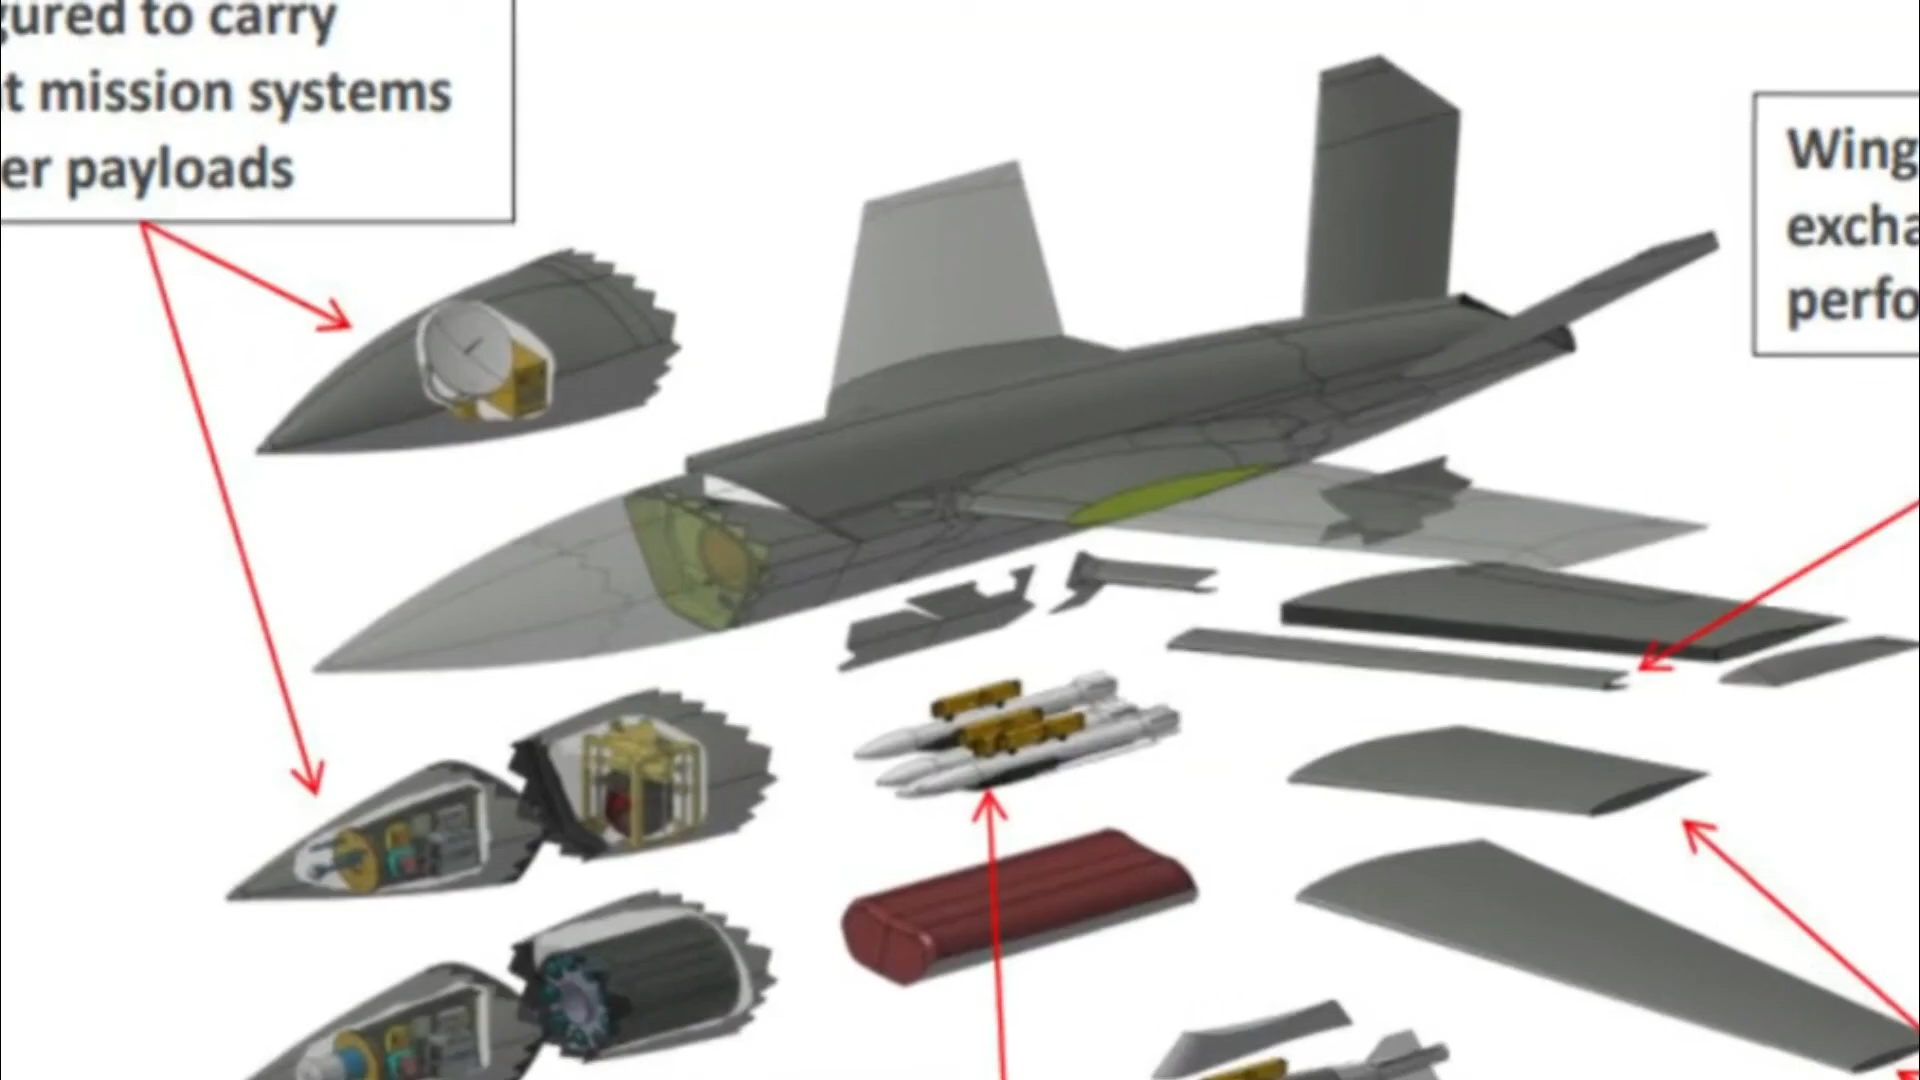 gured to carry
t mission systems
er payloads
Wing
excha
perfo